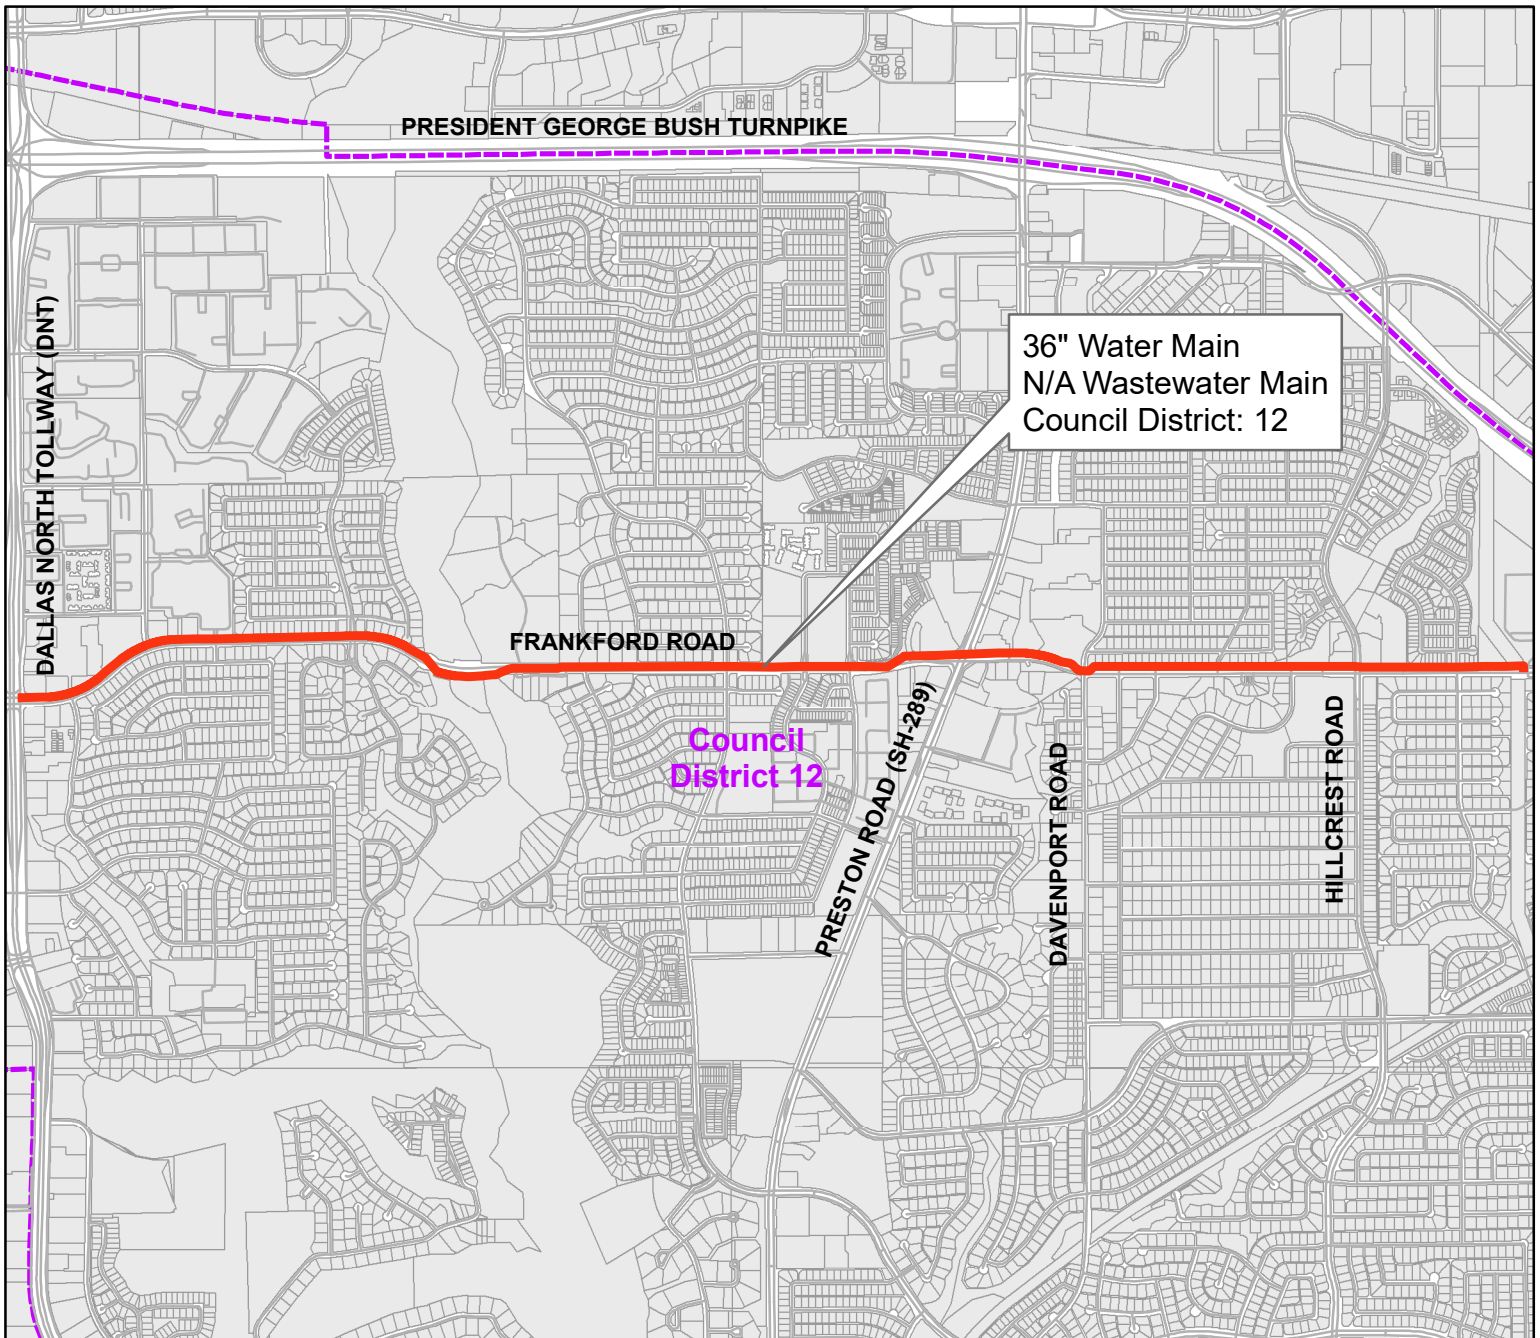 PRESIDENT GEORGE BUSH TURNPIKE
DALLAS NORTH TOLLWAY (DNT)
36" Water Main
N/A Wastewater Main
Council District: 12
FRANKFORD ROAD
Council
District 12
PRESTON ROAD (SH-289)
DAVENPORT ROAD
HILLCREST ROAD